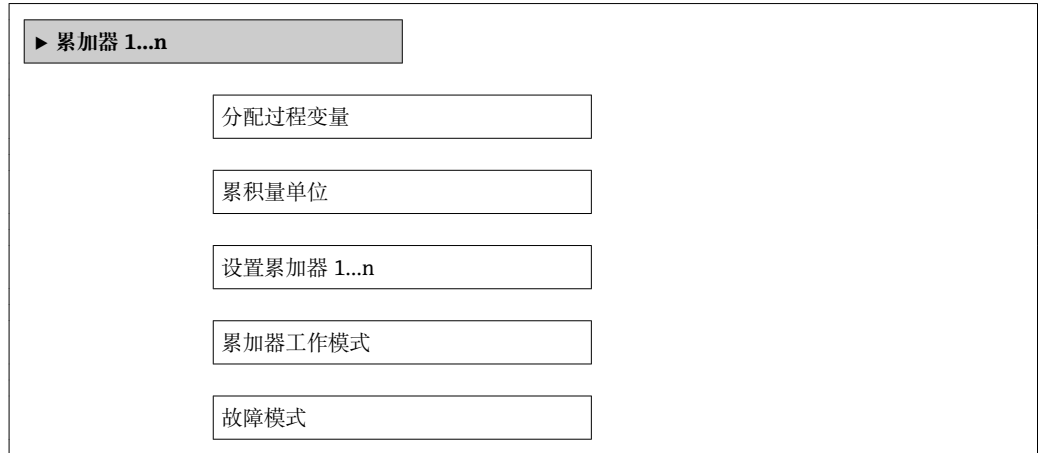 ▶ 累加器 1...n
分配过程变量
累积量单位
设置累加器 1...n
累加器工作模式
故障模式